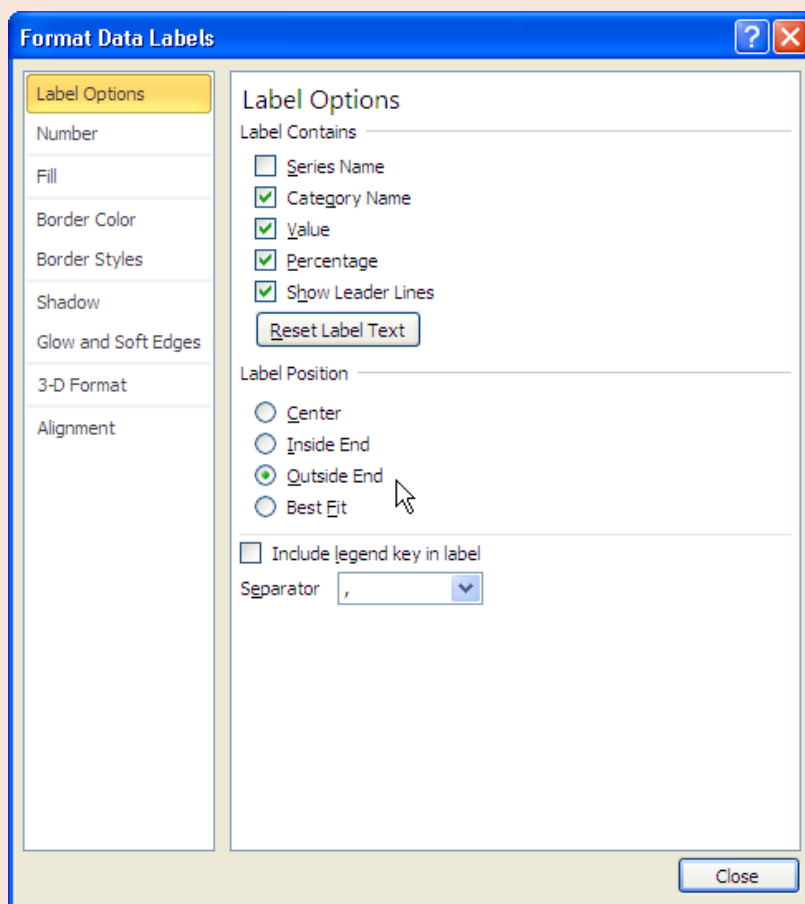 Format Data Labels
?
Label Options
Number
Fill
Border Color
Border Styles
Shadow
Glow and Soft Edges
3-D Format
Alignment
Label Options
Label Contains
Series Name
Category Name
Value
Percentage
Show Leader Lines
Reset Label Text
Label Position
Center
Inside End
Outside End
Best Fit
Include legend key in label
Separator ,
Close